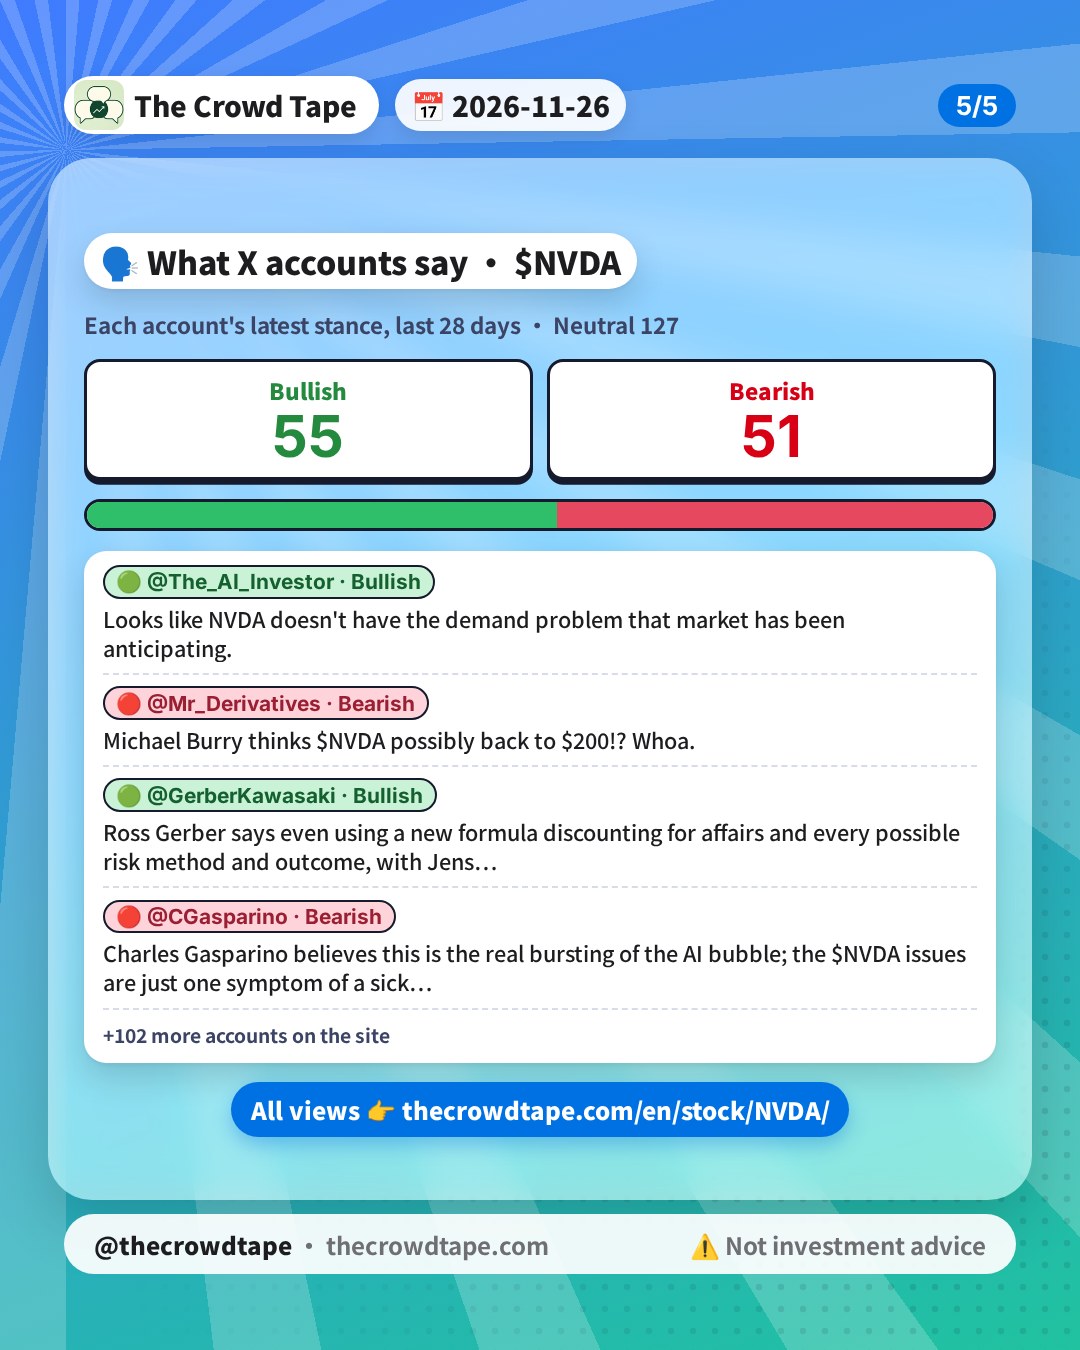 The Crowd Tape
July
17
2026-11-26
5/5
🗣️ What X accounts say • $NVDA
Each account's latest stance, last 28 days • Neutral 127
Bullish
55
Bearish
51
🟢 @The_AI_Investor · Bullish
Looks like NVDA doesn't have the demand problem that market has been
anticipating.
🔴 @Mr_Derivatives · Bearish
Michael Burry thinks $NVDA possibly back to $200!? Whoa.
🟢 @GerberKawasaki · Bullish
Ross Gerber says even using a new formula discounting for affairs and every possible
risk method and outcome, with Jens…
🔴 @CGasparino · Bearish
Charles Gasparino believes this is the real bursting of the AI bubble; the $NVDA issues
are just one symptom of a sick…
+102 more accounts on the site
All views 👉 thecrowdtape.com/en/stock/NVDA/
@thecrowdtape • thecrowdtape.com
⚠️ Not investment advice